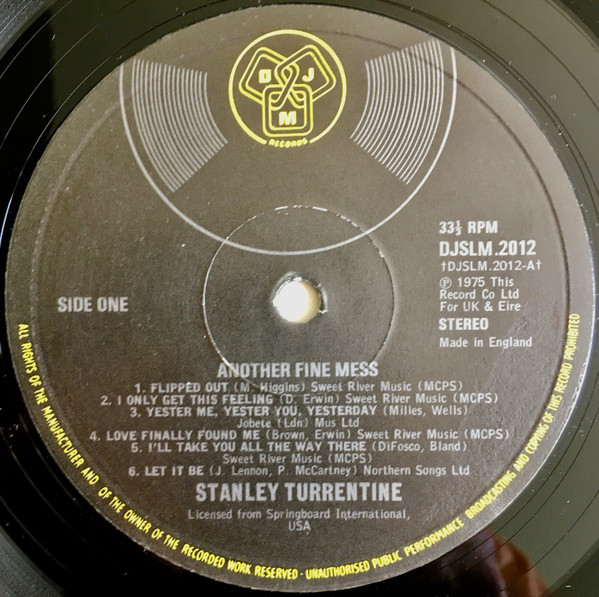 D J
M
RECORDS
33⅓ RPM
DJSLM.2012
†DJSLM.2012-A†
Ⓟ 1975 This
Record Co Ltd
For UK & Eire
STEREO
Made in England
SIDE ONE
ANOTHER FINE MESS
1. FLIPPED OUT (M. Higgins) Sweet River Music (MCPS)
2. I ONLY GET THIS FEELING (D. Erwin) Sweet River Music (MCPS)
3. YESTER ME, YESTER YOU, YESTERDAY (Milles, Wells)
Jobete (Ldn) Mus Ltd
4. LOVE FINALLY FOUND ME (Brown, Erwin) Sweet River Music (MCPS)
5. I'LL TAKE YOU ALL THE WAY THERE (DiFosco, Bland)
Sweet River Music (MCPS)
6. LET IT BE (J. Lennon, P. McCartney) Northern Songs Ltd
STANLEY TURRENTINE
Licensed from Springboard International,
USA
ALL RIGHTS OF THE MANUFACTURER AND OF THE OWNER OF THE RECORDED WORK RESERVED · UNAUTHORISED PUBLIC PERFORMANCE BROADCASTING AND COPYING OF THIS RECORD PROHIBITED